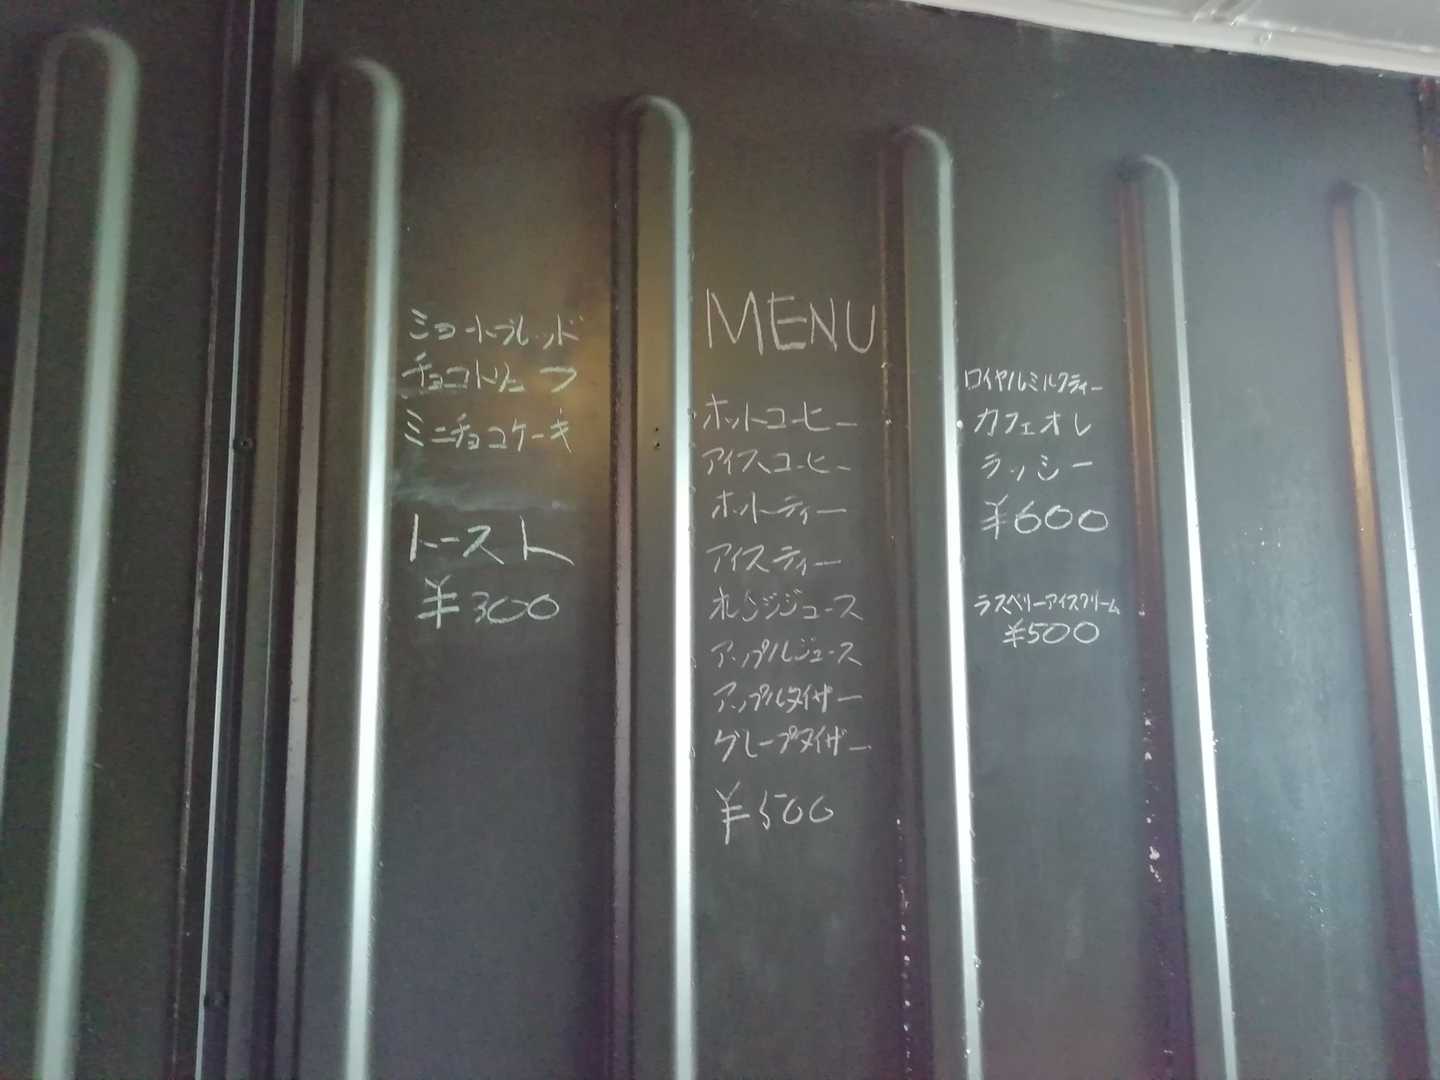 ショートブレッド
チョコトリュフ
ミニチョコケーキ
トースト
¥300
MENU
ホットコーヒー
アイスコーヒー
ホットティー
アイスティー
オレンジジュース
アップルジュース
アップルタイザー
グレープタイザー
¥500
ロイヤルミルクティー
カフェオレ
ラッシー
¥600
ラズベリーアイスクリーム
¥500